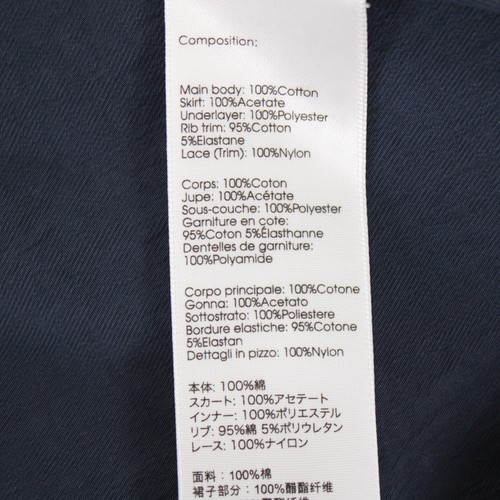 Composition:
Main body: 100%Cotton
Skirt: 100%Acetate
Underlayer: 100%Polyester
Rib trim: 95%Cotton
5%Elastane
Lace (Trim): 100%Nylon
Corps: 100%Coton
Jupe: 100%Acétate
Sous-couche: 100%Polyester
Garniture en cote:
95%Coton 5%Élasthanne
Dentelles de garniture:
100%Polyamide
Corpo principale: 100%Cotone
Gonna: 100%Acetato
Sottostrato: 100%Poliestere
Bordure elastiche: 95%Cotone
5%Elastan
Dettagli in pizzo: 100%Nylon
本体: 100%綿
スカート: 100%アセテート
インナー: 100%ポリエステル
リブ: 95%綿 5%ポリウレタン
レース: 100%ナイロン
面料: 100%棉
裙子部分: 100%醋酯纤维